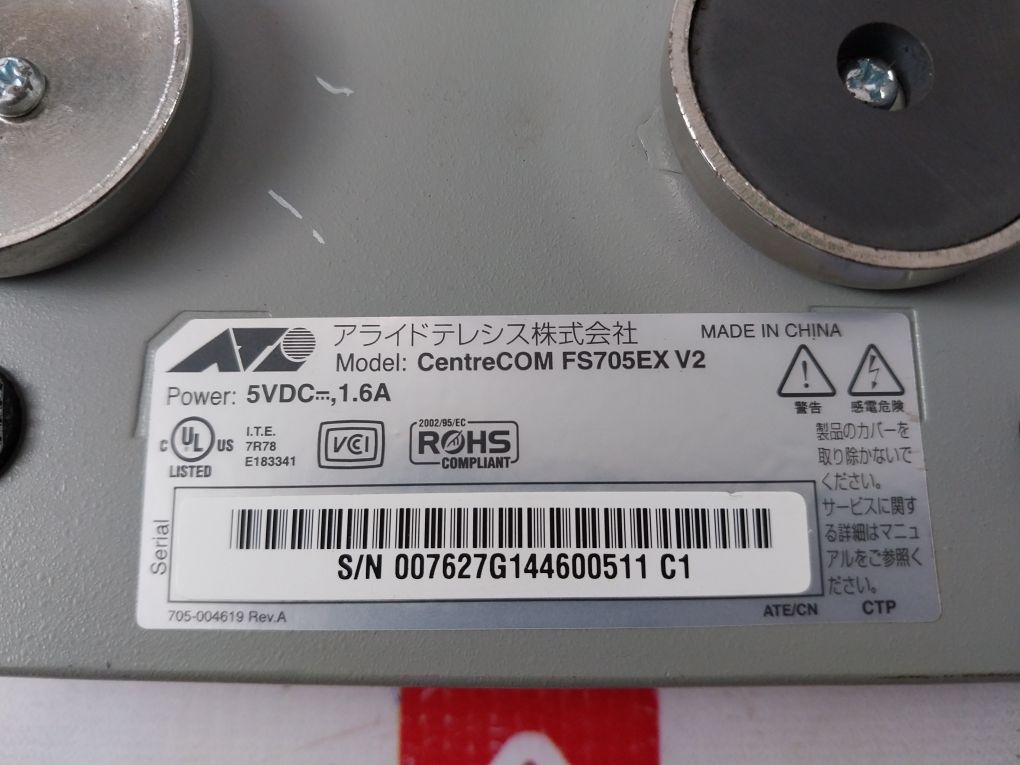 アライドテレシス株式会社
MADE IN CHINA
Model: CentreCOM FS705EX V2
Power: 5VDC⎓,1.6A
C UL US
LISTED
I.T.E.
7R78
E183341
VCCI
2002/95/EC
ROHS
COMPLIANT
警告
感電危険
製品のカバーを
取り除かないで
ください。
サービスに関す
る詳細はマニュ
アルをご参照く
ださい。
Serial
S/N 007627G144600511 C1
705-004619 Rev.A
ATE/CN
CTP